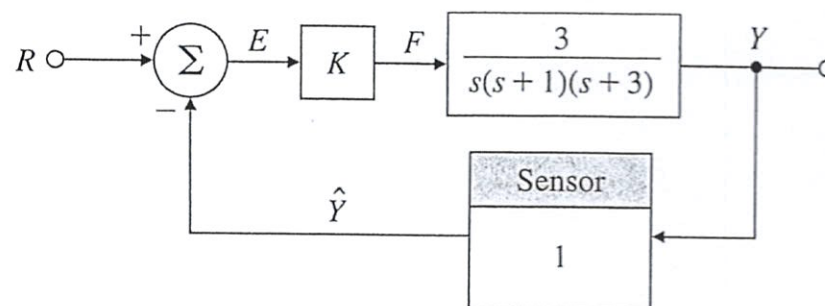 R + Σ E K F 3 Y
s(s + 1)(s + 3)
−
Sensor
Ŷ
1